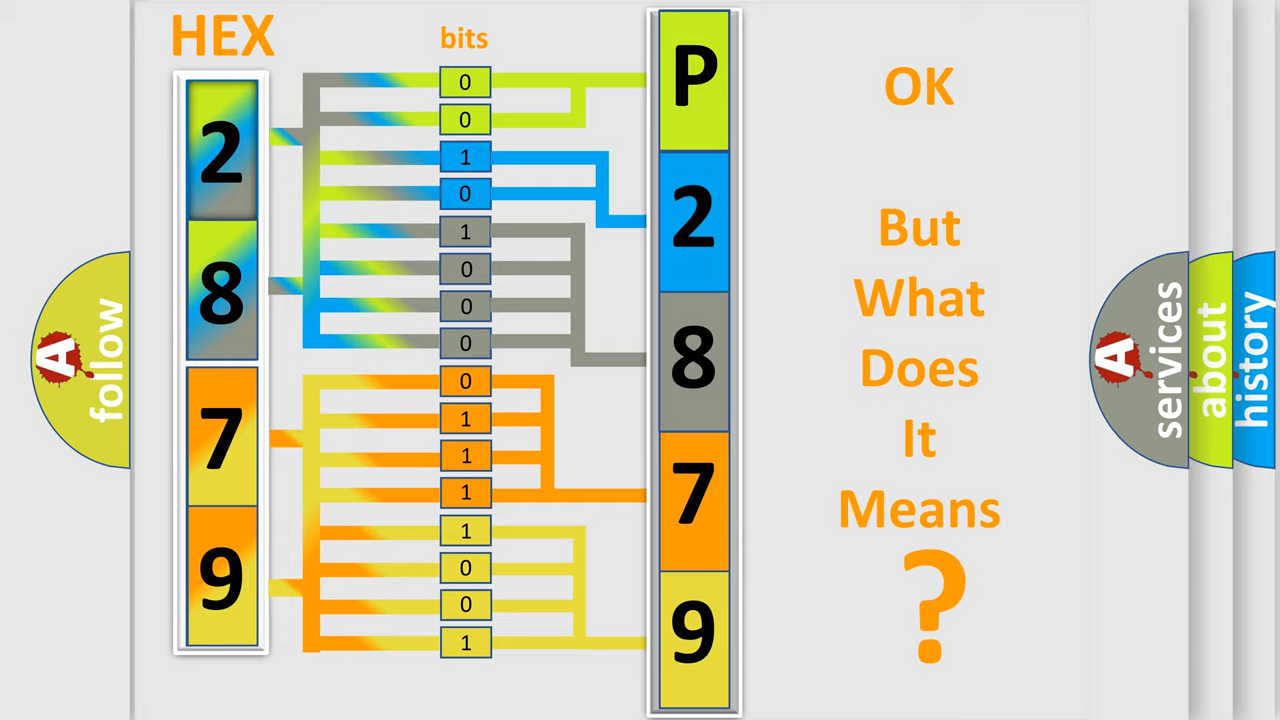 HEX
bits
2
8
7
9
0
0
1
0
1
0
0
0
0
1
1
1
1
0
0
1
P
2
8
7
9
OK
But
What
Does
It
Means
?
A
follow
A
services
about
history